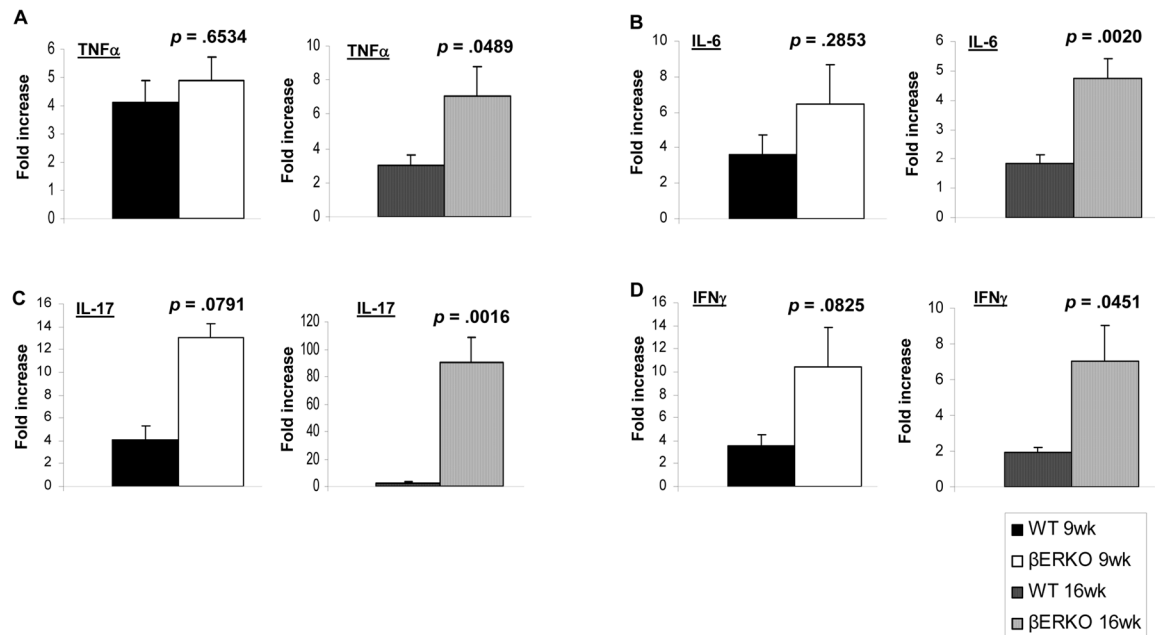 A
TNFα
p = .6534
Fold increase
6
5
4
3
2
1
0
TNFα
p = .0489
Fold increase
10
8
6
4
2
0
B
IL-6
p = .2853
Fold increase
10
8
6
4
2
0
IL-6
p = .0020
Fold increase
6
5
4
3
2
1
0
C
IL-17
p = .0791
Fold increase
16
14
12
10
8
6
4
2
0
IL-17
p = .0016
Fold increase
120
100
80
60
40
20
0
D
IFNγ
p = .0825
Fold increase
16
14
12
10
8
6
4
2
0
IFNγ
p = .0451
Fold increase
10
8
6
4
2
0
WT 9wk
βERKO 9wk
WT 16wk
βERKO 16wk